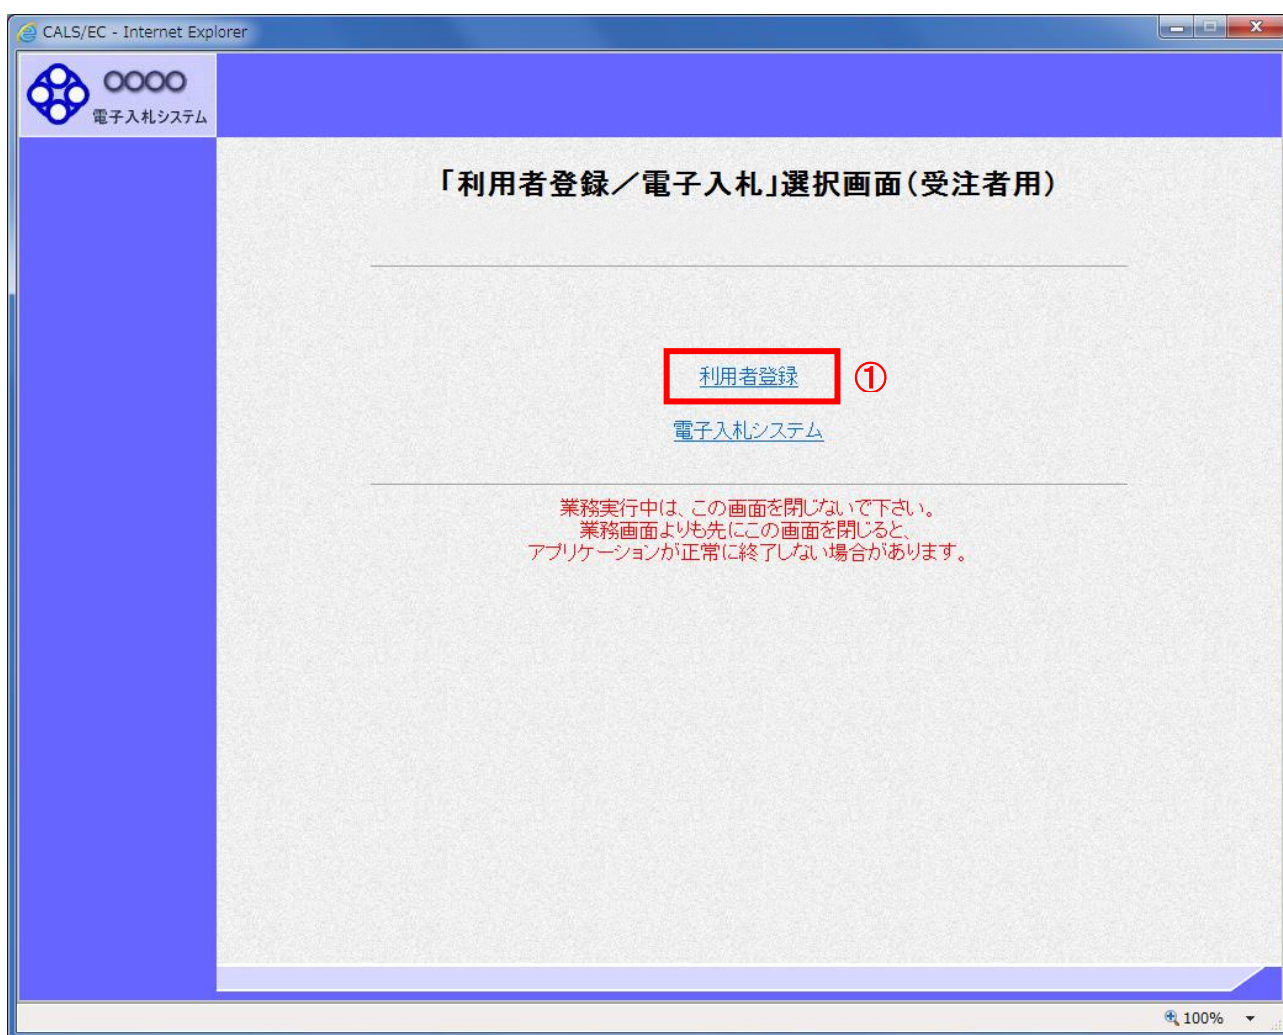 CALS/EC - Internet Explorer
○○○○
電子入札システム
「利用者登録／電子入札」選択画面（受注者用）
利用者登録 ①
電子入札システム
業務実行中は、この画面を閉じないで下さい。
業務画面よりも先にこの画面を閉じると、
アプリケーションが正常に終了しない場合があります。
100%